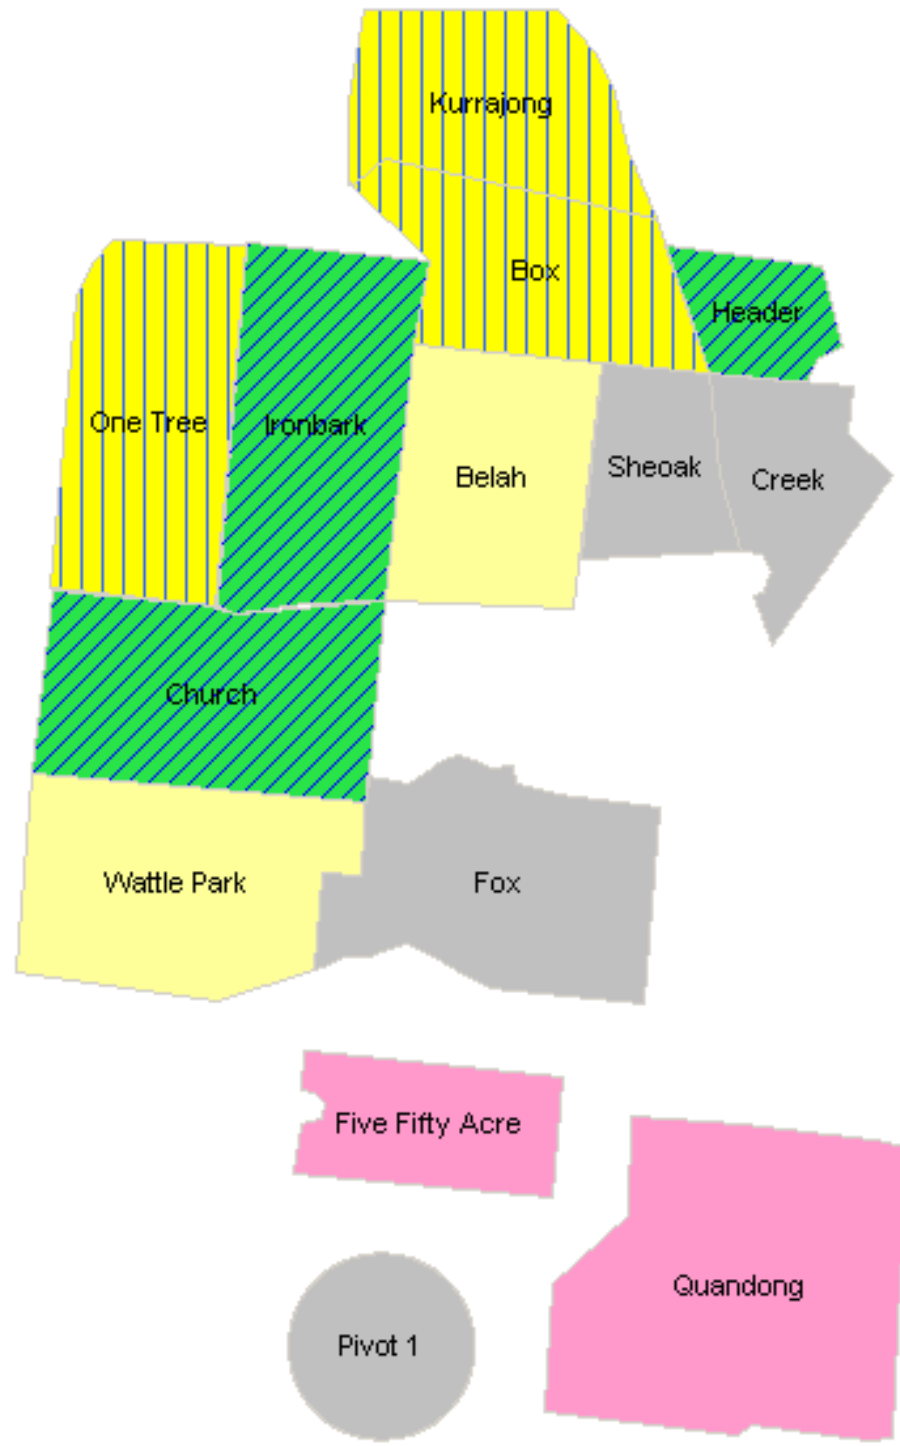 Kurrajong
Box
Header
One Tree
Ironbark
Belah
Sheoak
Creek
Church
Wattle Park
Fox
Five Fifty Acre
Quandong
Pivot 1